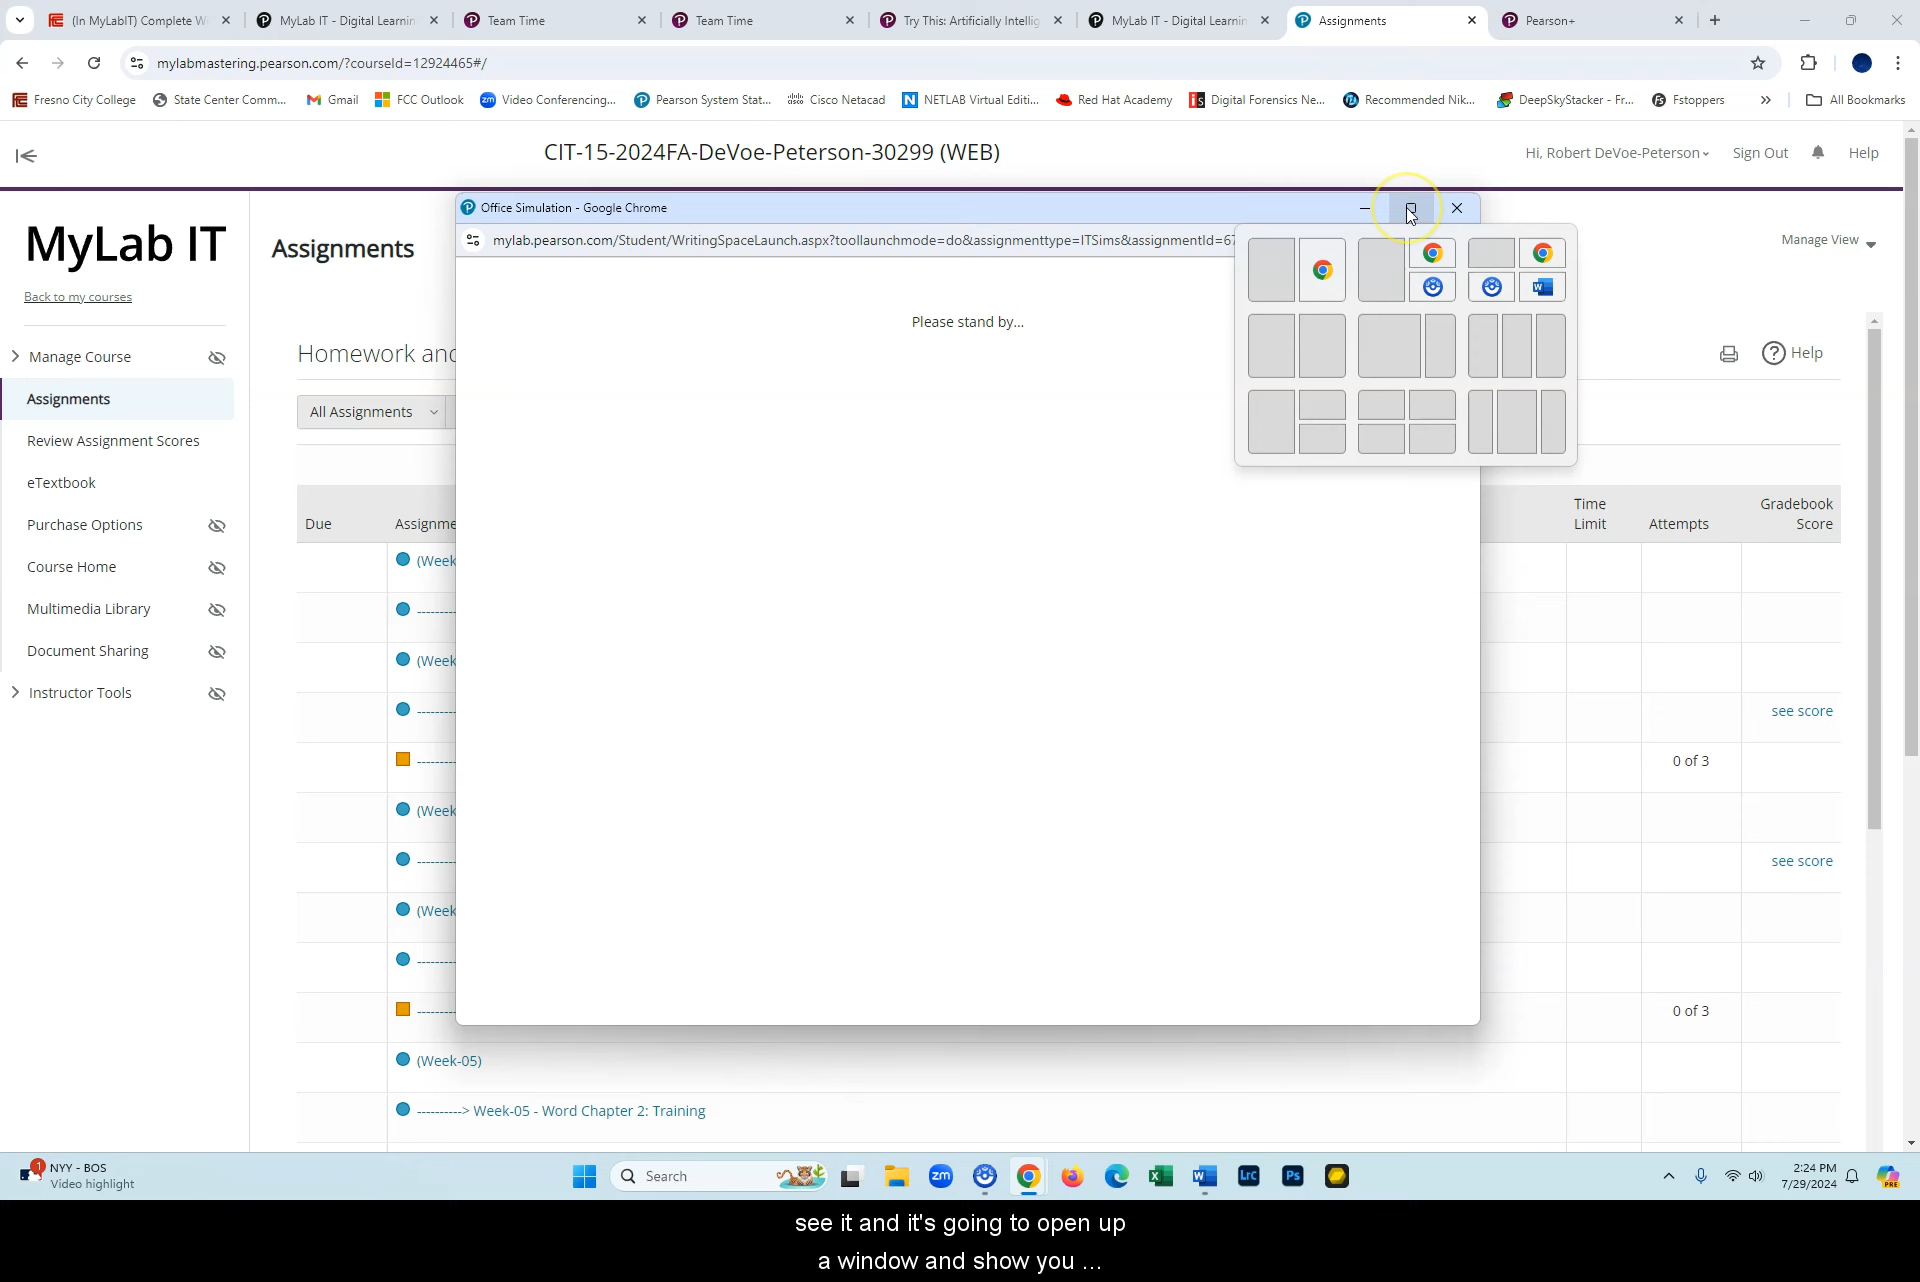 (In MyLabIT) Complete W
MyLab IT - Digital Learnin
Team Time
Team Time
Try This: Artificially Intellig
MyLab IT - Digital Learnin
Assignments
Pearson+
mylabmastering.pearson.com/?courseId=12924465#/
Fresno City College
State Center Comm...
Gmail
FCC Outlook
Video Conferencing...
Pearson System Stat...
Cisco Netacad
NETLAB Virtual Editi...
Red Hat Academy
Digital Forensics Ne...
Recommended Nik...
DeepSkyStacker - Fr...
Fstoppers
All Bookmarks
CIT-15-2024FA-DeVoe-Peterson-30299 (WEB)
Hi, Robert DeVoe-Peterson
Sign Out
Help
MyLab IT
Back to my courses
Manage Course
Assignments
Review Assignment Scores
eTextbook
Purchase Options
Course Home
Multimedia Library
Document Sharing
Instructor Tools
Assignments
Manage View
Homework and
Help
All Assignments
Office Simulation - Google Chrome
mylab.pearson.com/Student/WritingSpaceLaunch.aspx?toollaunchmode=do&assignmenttype=ITSims&assignmentId=67
Please stand by...
Due
Assignme
Time
Limit
Attempts
Gradebook
Score
(Week
----------
(Week
----------
see score
----------
0 of 3
(Week
----------
see score
(Week
----------
----------
0 of 3
(Week-05)
----------> Week-05 - Word Chapter 2: Training
1
NYY - BOS
Video highlight
Search
zm
LrC
Ps
2:24 PM
7/29/2024
PRE
see it and it's going to open up
a window and show you ...